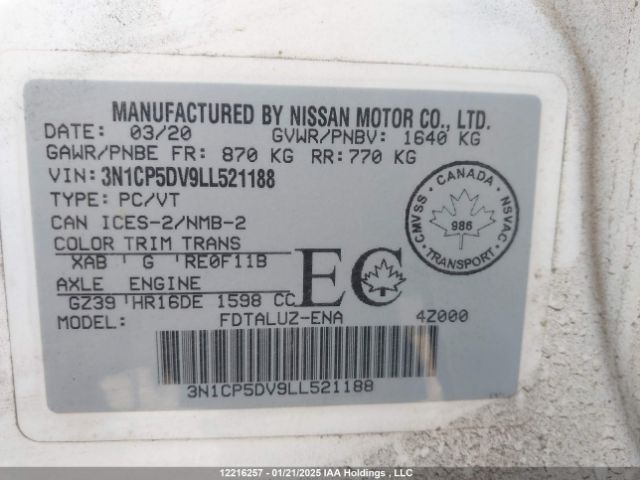 MANUFACTURED BY NISSAN MOTOR CO., LTD.
DATE: 03/20 GVWR/PNBV: 1640 KG
GAWR/PNBE FR: 870 KG RR:770 KG
VIN: 3N1CP5DV9LL521188
TYPE: PC/VT
CAN ICES-2/NMB-2
COLOR TRIM TRANS
XAB ' G 'RE0F11B
AXLE ENGINE
GZ39 'HR16DE 1598 CC
MODEL: FDTALUZ-ENA 4Z000
EC
CANADA
CMVSS NSVAC
986
TRANSPORT
3N1CP5DV9LL521188
12216257 - 01/21/2025 IAA Holdings , LLC